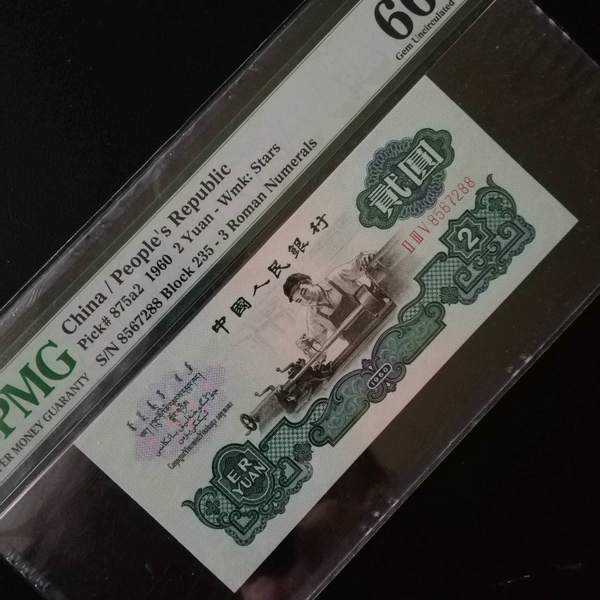 66
Gem Uncirculated
China / People's Republic
Pick# 875a2 1960 2 Yuan - Wmk: Stars
S/N 8567288 Block 235 - 3 Roman Numerals
PMG
PAPER MONEY GUARANTY
中國人民銀行
貳圓
II III V 8567288
2
1960
ER
YUAN